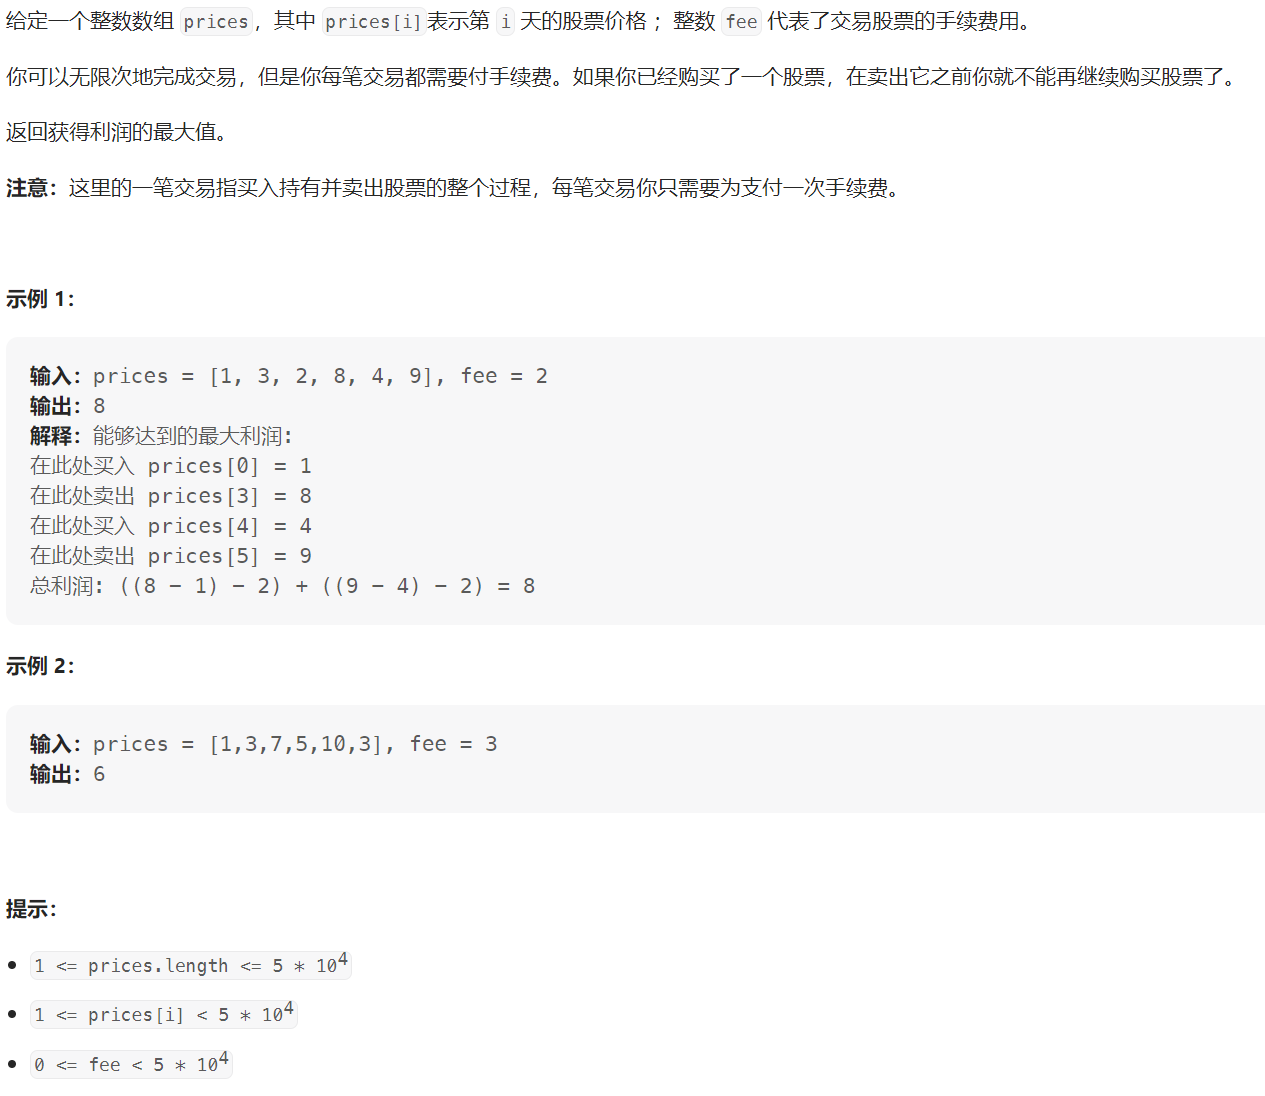 给定一个整数数组 prices，其中 prices[i]表示第 i 天的股票价格 ；整数 fee 代表了交易股票的手续费用。
你可以无限次地完成交易，但是你每笔交易都需要付手续费。如果你已经购买了一个股票，在卖出它之前你就不能再继续购买股票了。
返回获得利润的最大值。
注意：这里的一笔交易指买入持有并卖出股票的整个过程，每笔交易你只需要为支付一次手续费。
示例 1：
输入：prices = [1, 3, 2, 8, 4, 9], fee = 2
输出：8
解释：能够达到的最大利润:
在此处买入 prices[0] = 1
在此处卖出 prices[3] = 8
在此处买入 prices[4] = 4
在此处卖出 prices[5] = 9
总利润: ((8 - 1) - 2) + ((9 - 4) - 2) = 8
示例 2：
输入：prices = [1,3,7,5,10,3], fee = 3
输出：6
提示：
• 1 <= prices.length <= 5 * 10⁴
• 1 <= prices[i] < 5 * 10⁴
• 0 <= fee < 5 * 10⁴